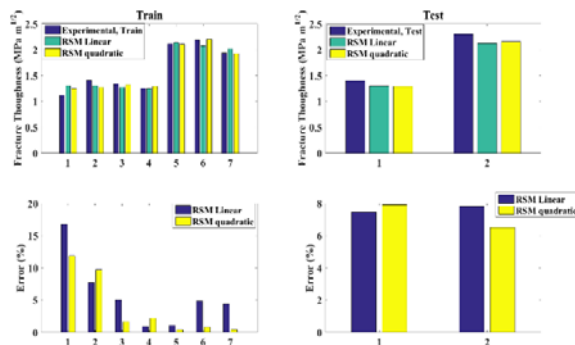 Train
Fracture Thoughness (MPa m^1/2)
2.5
2
1.5
1
0.5
0
Experimental, Train
RSM Linear
RSM quadratic
1 2 3 4 5 6 7
Test
Fracture Thoughness (MPa m^1/2)
2.5
2
1.5
1
0.5
0
Experimental, Test
RSM Linear
RSM quadratic
1 2
Error (%)
20
15
10
5
0
RSM Linear
RSM quadratic
1 2 3 4 5 6 7
Error (%)
8
6
4
2
0
RSM Linear
RSM quadratic
1 2